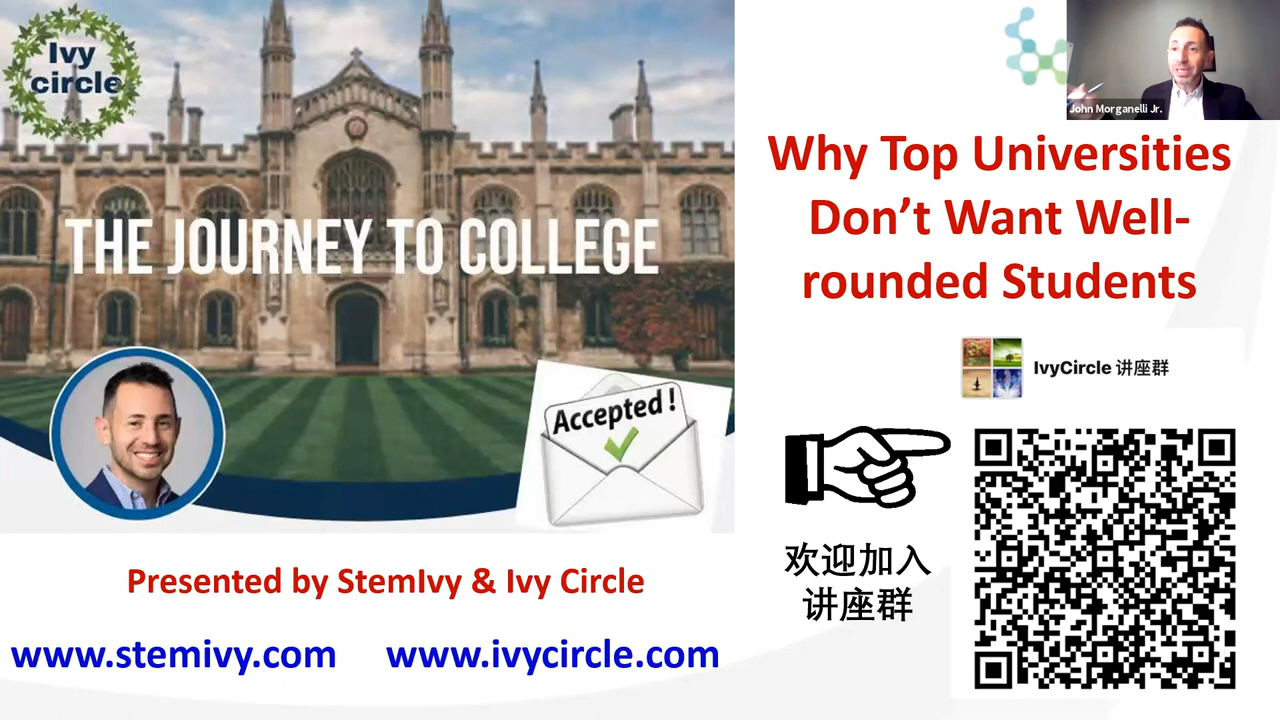 Ivy
circle
THE JOURNEY TO COLLEGE
Accepted !
Presented by StemIvy & Ivy Circle
www.stemivy.com www.ivycircle.com
John Morganelli Jr.
Why Top Universities
Don’t Want Well-
rounded Students
IvyCircle 讲座群
欢迎加入
讲座群